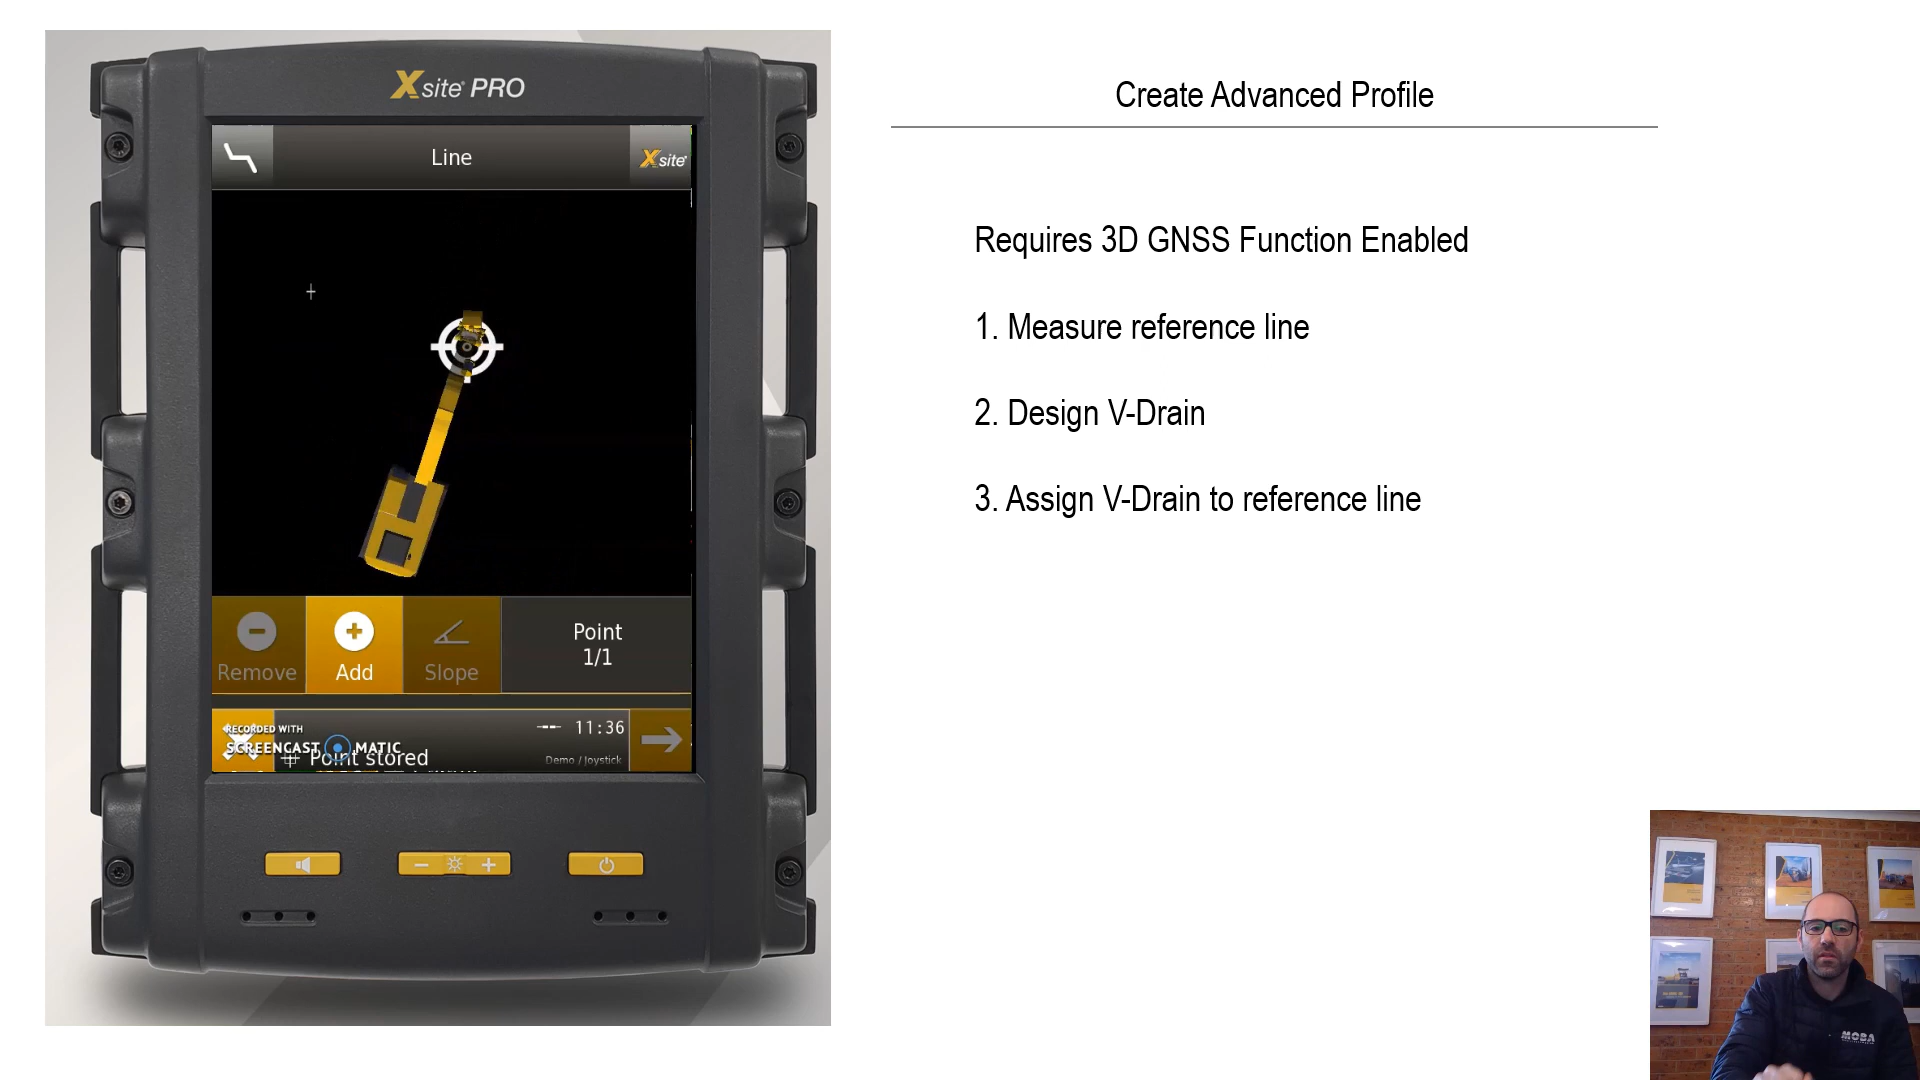 Xsite PRO
Line
Xsite
Remove
Add
Slope
Point
1/1
RECORDED WITH
SCREENCAST MATIC
Point stored
11:36
Demo / Joystick
Create Advanced Profile
Requires 3D GNSS Function Enabled
1. Measure reference line
2. Design V-Drain
3. Assign V-Drain to reference line
MOBA